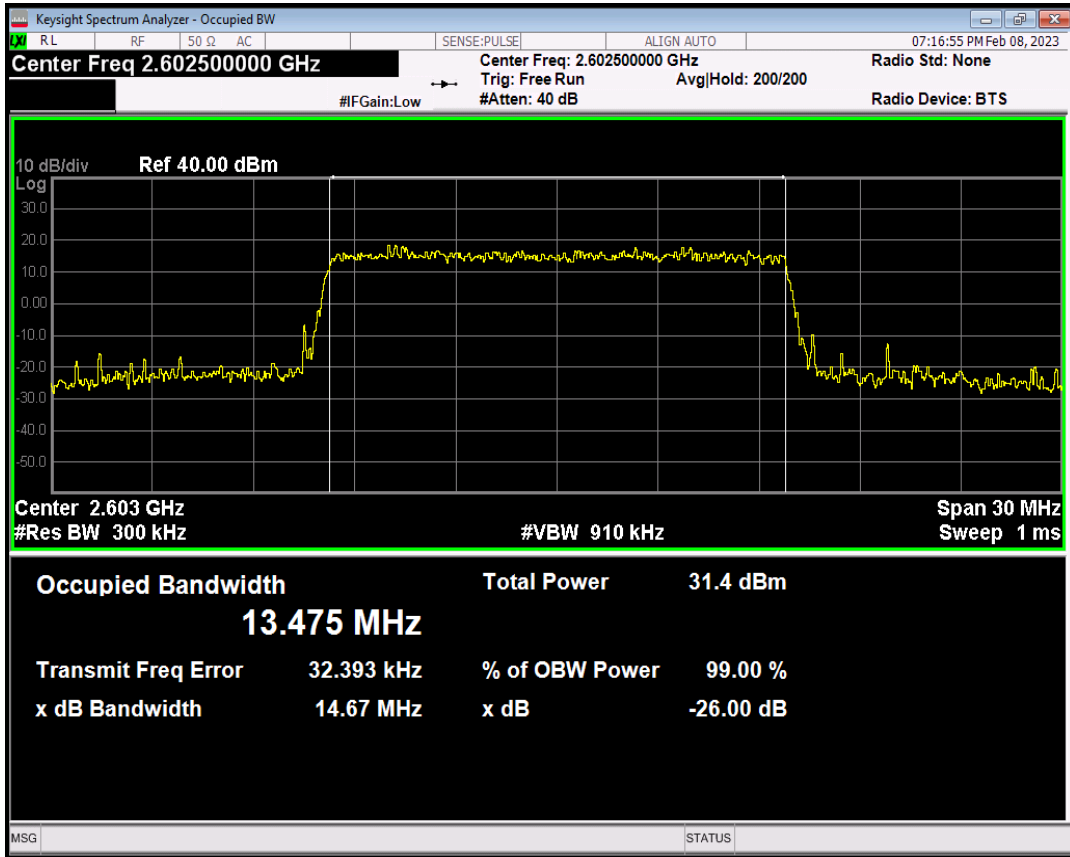 Keysight Spectrum Analyzer - Occupied BW
LXI RL RF 50 Ω AC SENSE:PULSE ALIGN AUTO 07:16:55 PM Feb 08, 2023
Center Freq 2.602500000 GHz Center Freq: 2.602500000 GHz Radio Std: None
Trig: Free Run Avg|Hold: 200/200
#IFGain:Low #Atten: 40 dB Radio Device: BTS
10 dB/div Ref 40.00 dBm
Log
30.0
20.0
10.0
0.00
-10.0
-20.0
-30.0
-40.0
-50.0
Center 2.603 GHz Span 30 MHz
#Res BW 300 kHz #VBW 910 kHz Sweep 1 ms
Occupied Bandwidth Total Power 31.4 dBm
13.475 MHz
Transmit Freq Error 32.393 kHz % of OBW Power 99.00 %
x dB Bandwidth 14.67 MHz x dB -26.00 dB
MSG STATUS